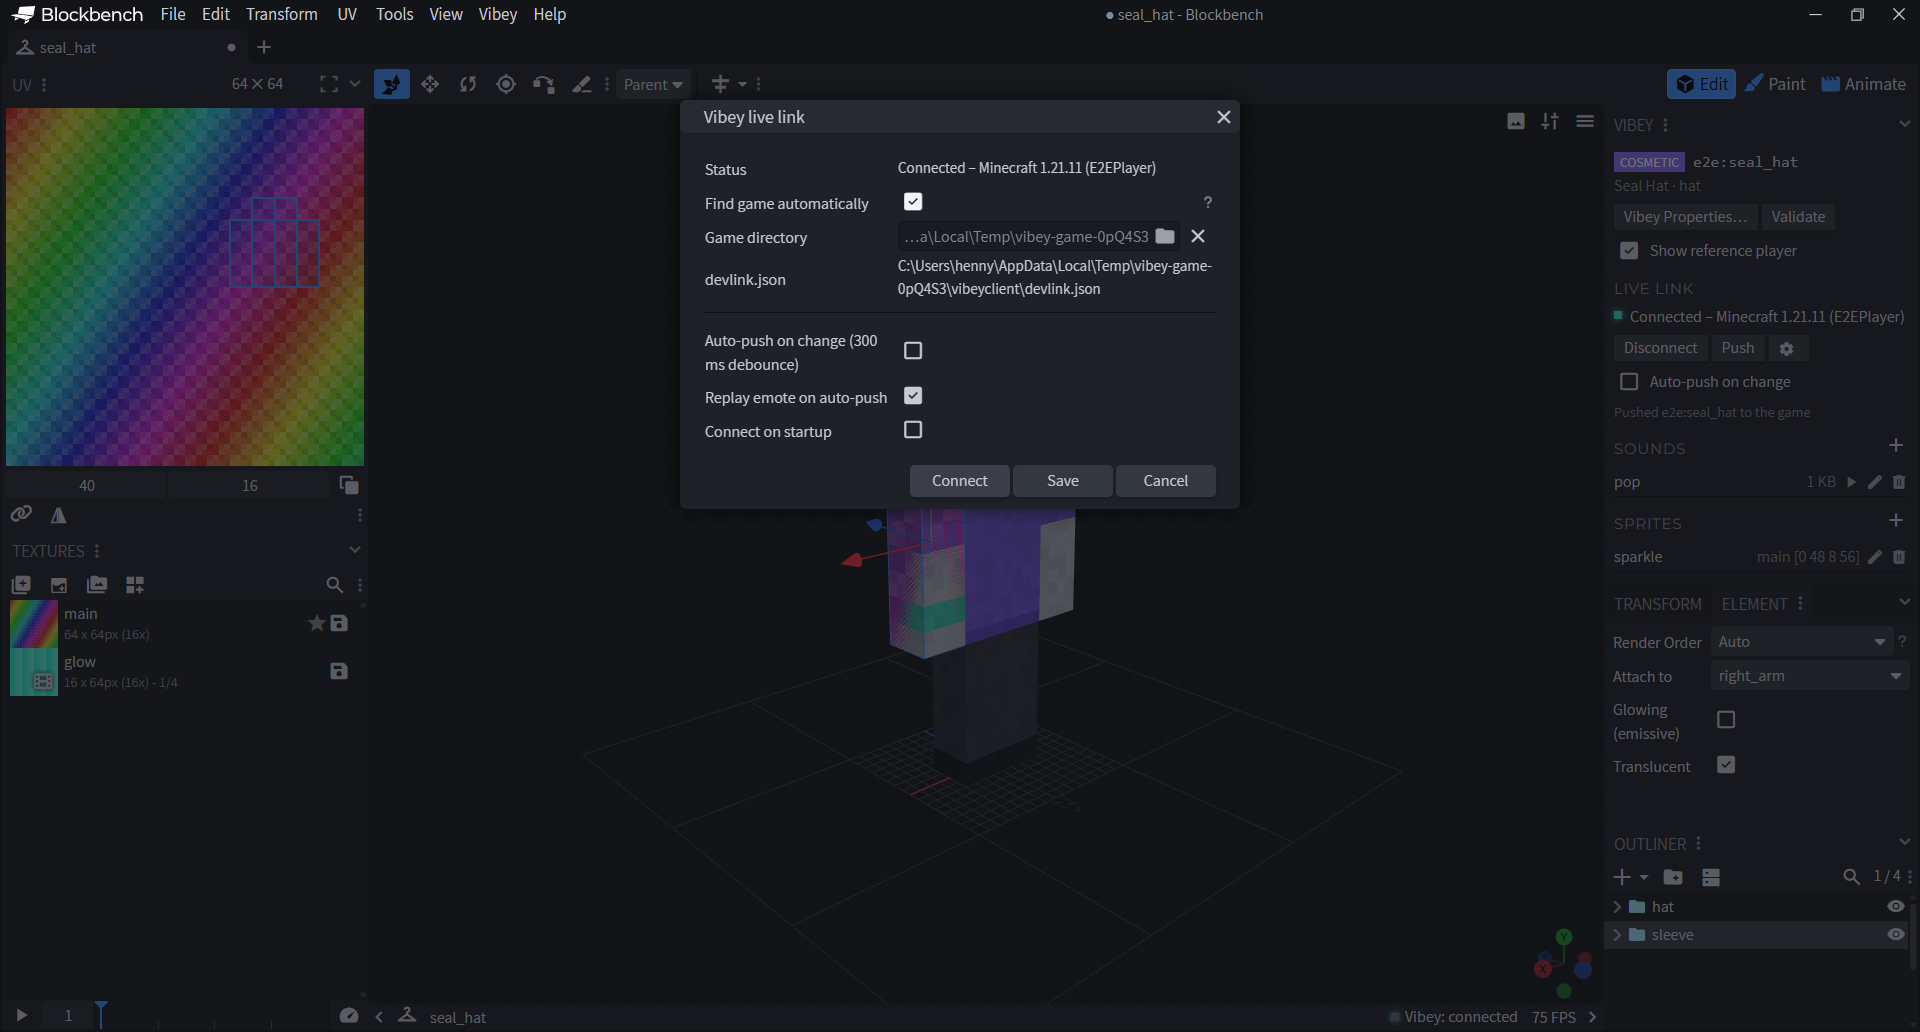 Blockbench File Edit Transform UV Tools View Vibey Help
● seal_hat - Blockbench
seal_hat
UV 64×64
Parent
Edit Paint Animate
Vibey live link
Status Connected – Minecraft 1.21.11 (E2EPlayer)
Find game automatically ?
Game directory …a\Local\Temp\vibey-game-0pQ4S3
devlink.json C:\Users\henny\AppData\Local\Temp\vibey-game-
0pQ4S3\vibeyclient\devlink.json
Auto-push on change (300
ms debounce)
Replay emote on auto-push
Connect on startup
Connect Save Cancel
40 16
TEXTURES
main
64 x 64px (16x)
glow
16 x 64px (16x) - 1/4
VIBEY
COSMETIC e2e:seal_hat
Seal Hat · hat
Vibey Properties… Validate
Show reference player
LIVE LINK
Connected – Minecraft 1.21.11 (E2EPlayer)
Disconnect Push
Auto-push on change
Pushed e2e:seal_hat to the game
SOUNDS
pop 1 KB
SPRITES
sparkle main [0 48 8 56]
TRANSFORM ELEMENT
Render Order Auto ?
Attach to right_arm
Glowing
(emissive)
Translucent
OUTLINER
1 / 4
hat
sleeve
Y
X
1
seal_hat
Vibey: connected 75 FPS